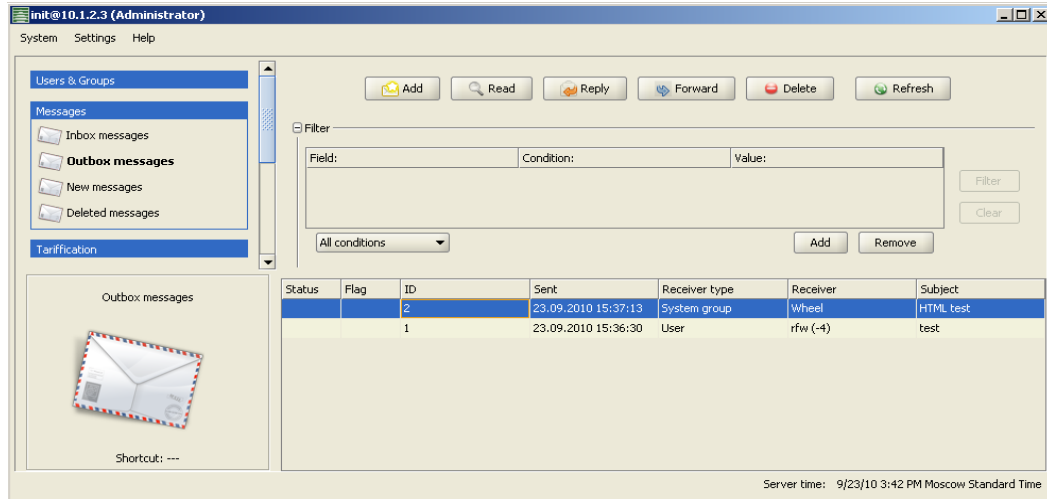 init@10.1.2.3 (Administrator)
System Settings Help
Users & Groups
Messages
Inbox messages
Outbox messages
New messages
Deleted messages
Tariffication
Outbox messages
Shortcut: ---
Add Read Reply Forward Delete Refresh
Filter
Field: Condition: Value:
Filter
Clear
All conditions Add Remove
Status Flag ID Sent Receiver type Receiver Subject
2 23.09.2010 15:37:13 System group Wheel HTML test
1 23.09.2010 15:36:30 User rfw (-4) test
Server time: 9/23/10 3:42 PM Moscow Standard Time